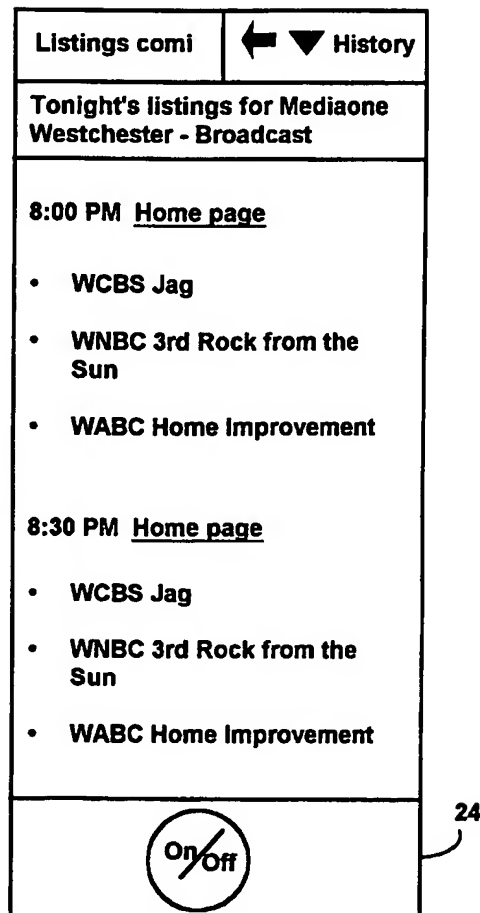 Listings comi
History
Tonight's listings for Mediaone
Westchester - Broadcast
8:00 PM Home page
• WCBS Jag
• WNBC 3rd Rock from the
Sun
• WABC Home Improvement
8:30 PM Home page
• WCBS Jag
• WNBC 3rd Rock from the
Sun
• WABC Home Improvement
24
On/Off